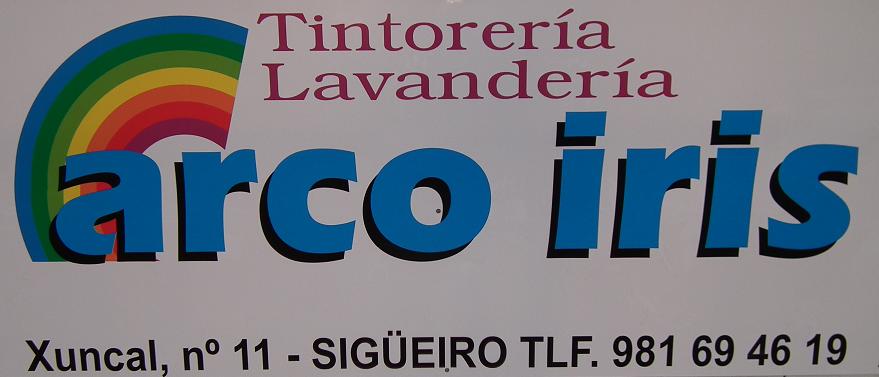 Tintorería
Lavandería
arco iris
Xuncal, nº 11 - SIGÜEIRO TLF. 981 69 46 19